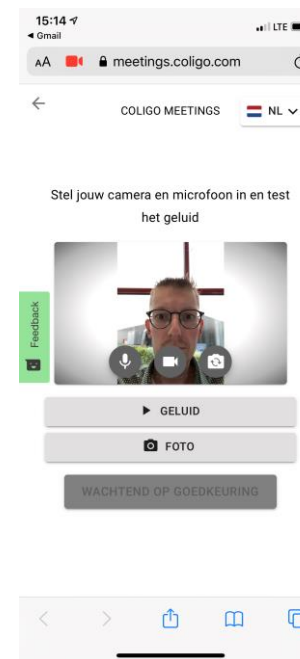 15:14
◀ Gmail
LTE
AA meetings.coligo.com
COLIGO MEETINGS
NL
Stel jouw camera en microfoon in en test
het geluid
Feedback
GELUID
FOTO
WACHTEND OP GOEDKEURING